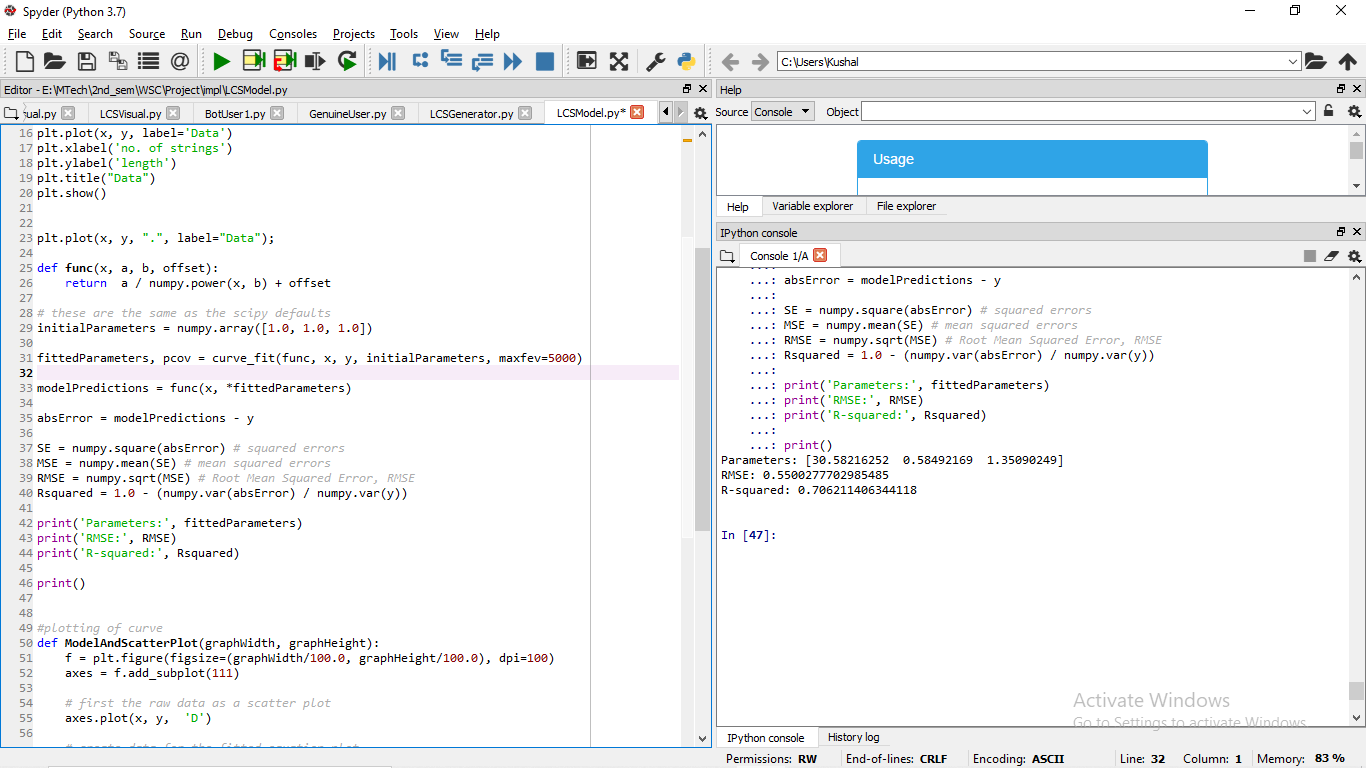 Spyder (Python 3.7)
File Edit Search Source Run Debug Consoles Projects Tools View Help
C:\Users\Kushal
Editor - E:\MTech\2nd_sem\WSC\Project\impl\LCSModel.py
ual.py LCSVisual.py BotUser1.py GenuineUser.py LCSGenerator.py LCSModel.py*
16 plt.plot(x, y, label='Data')
17 plt.xlabel('no. of strings')
18 plt.ylabel('length')
19 plt.title("Data")
20 plt.show()
21
22
23 plt.plot(x, y, ".", label="Data");
24
25 def func(x, a, b, offset):
26     return  a / numpy.power(x, b) + offset
27
28 # these are the same as the scipy defaults
29 initialParameters = numpy.array([1.0, 1.0, 1.0])
30
31 fittedParameters, pcov = curve_fit(func, x, y, initialParameters, maxfev=5000)
32
33 modelPredictions = func(x, *fittedParameters)
34
35 absError = modelPredictions - y
36
37 SE = numpy.square(absError) # squared errors
38 MSE = numpy.mean(SE) # mean squared errors
39 RMSE = numpy.sqrt(MSE) # Root Mean Squared Error, RMSE
40 Rsquared = 1.0 - (numpy.var(absError) / numpy.var(y))
41
42 print('Parameters:', fittedParameters)
43 print('RMSE:', RMSE)
44 print('R-squared:', Rsquared)
45
46 print()
47
48
49 #plotting of curve
50 def ModelAndScatterPlot(graphWidth, graphHeight):
51     f = plt.figure(figsize=(graphWidth/100.0, graphHeight/100.0), dpi=100)
52     axes = f.add_subplot(111)
53
54     # first the raw data as a scatter plot
55     axes.plot(x, y,  'D')
56
# create data for the fitted equation plot
Help
Source Console Object
Usage
Help Variable explorer File explorer
IPython console
Console 1/A
...: absError = modelPredictions - y
...:
...: SE = numpy.square(absError) # squared errors
...: MSE = numpy.mean(SE) # mean squared errors
...: RMSE = numpy.sqrt(MSE) # Root Mean Squared Error, RMSE
...: Rsquared = 1.0 - (numpy.var(absError) / numpy.var(y))
...:
...: print('Parameters:', fittedParameters)
...: print('RMSE:', RMSE)
...: print('R-squared:', Rsquared)
...:
...: print()
Parameters: [30.58216252  0.58492169  1.35090249]
RMSE: 0.5500277702985485
R-squared: 0.706211406344118
In [47]:
Activate Windows
Go to Settings to activate Windows.
IPython console History log
Permissions: RW End-of-lines: CRLF Encoding: ASCII Line: 32 Column: 1 Memory: 83 %